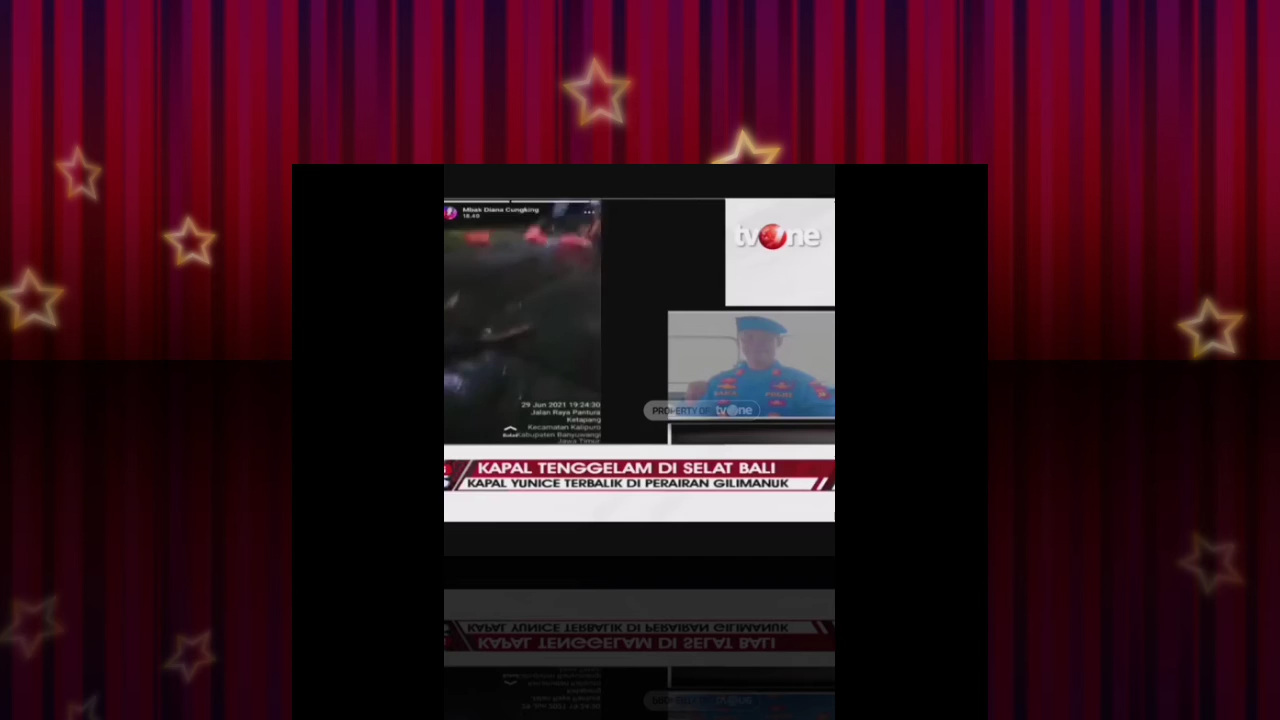 Mbak Diana Cungking
18.49
tvOne
29 Jun 2021 19:24:30
Jalan Raya Pantura
Ketapang
Kecamatan Kalipuro
Kabupaten Banyuwangi
Jawa Timur
PROPERTY OF tvOne
KAPAL TENGGELAM DI SELAT BALI
KAPAL YUNICE TERBALIK DI PERAIRAN GILIMANUK